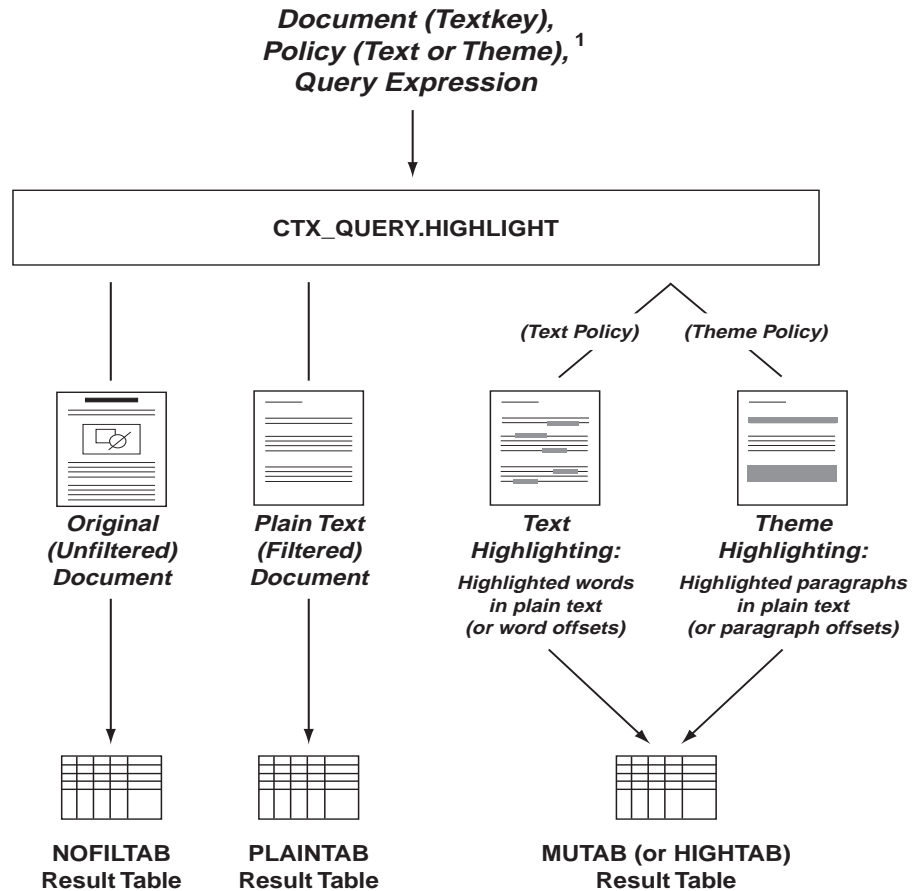 Document (Textkey),
Policy (Text or Theme), 1
Query Expression
CTX_QUERY.HIGHLIGHT
(Text Policy)
(Theme Policy)
Original
(Unfiltered)
Document
Plain Text
(Filtered)
Document
Text
Highlighting:
Highlighted words
in plain text
(or word offsets)
Theme
Highlighting:
Highlighted paragraphs
in plain text
(or paragraph offsets)
NOFILTAB
Result Table
PLAINTAB
Result Table
MUTAB (or HIGHTAB)
Result Table